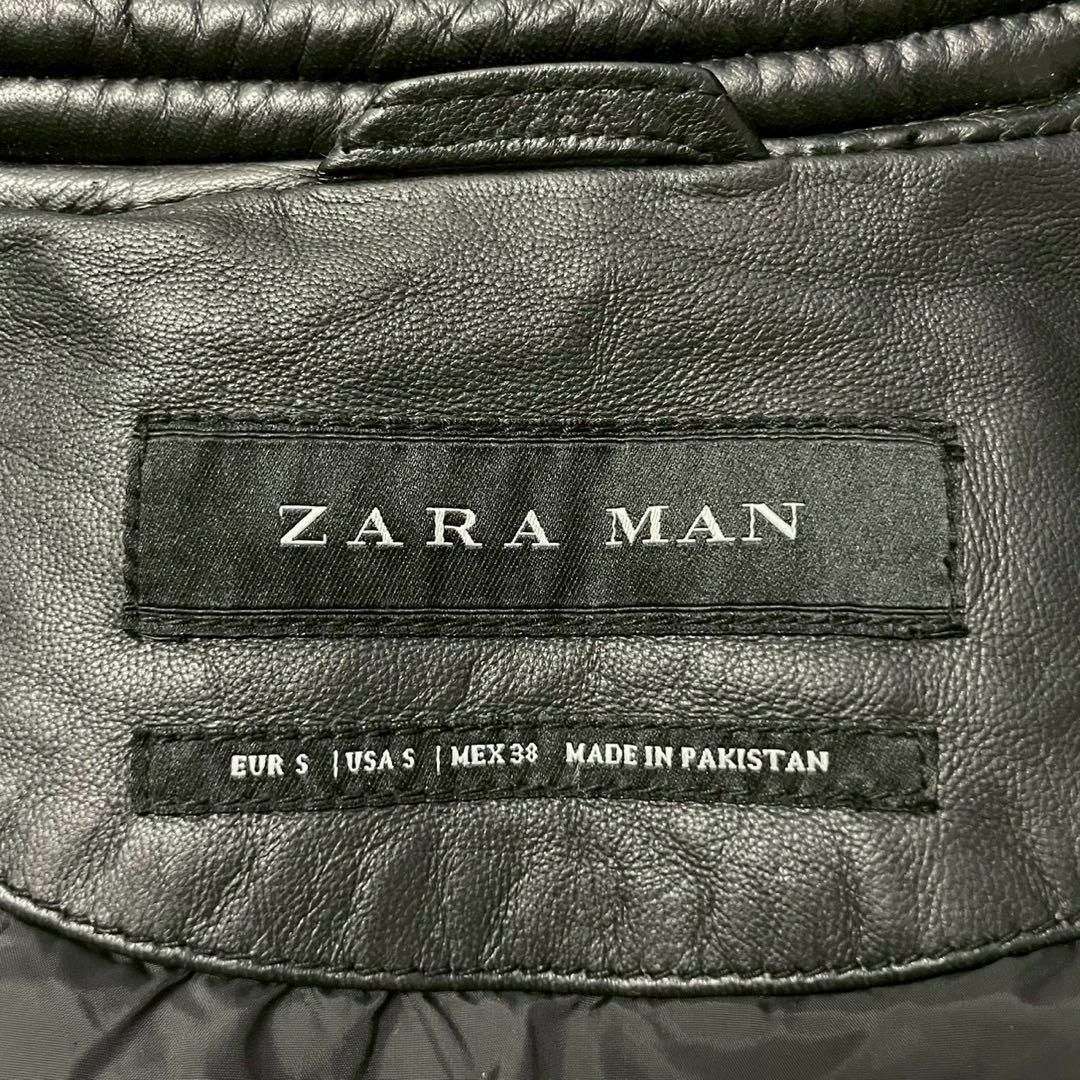 ZARA MAN
EUR S | USA S | MEX 38 MADE IN PAKISTAN